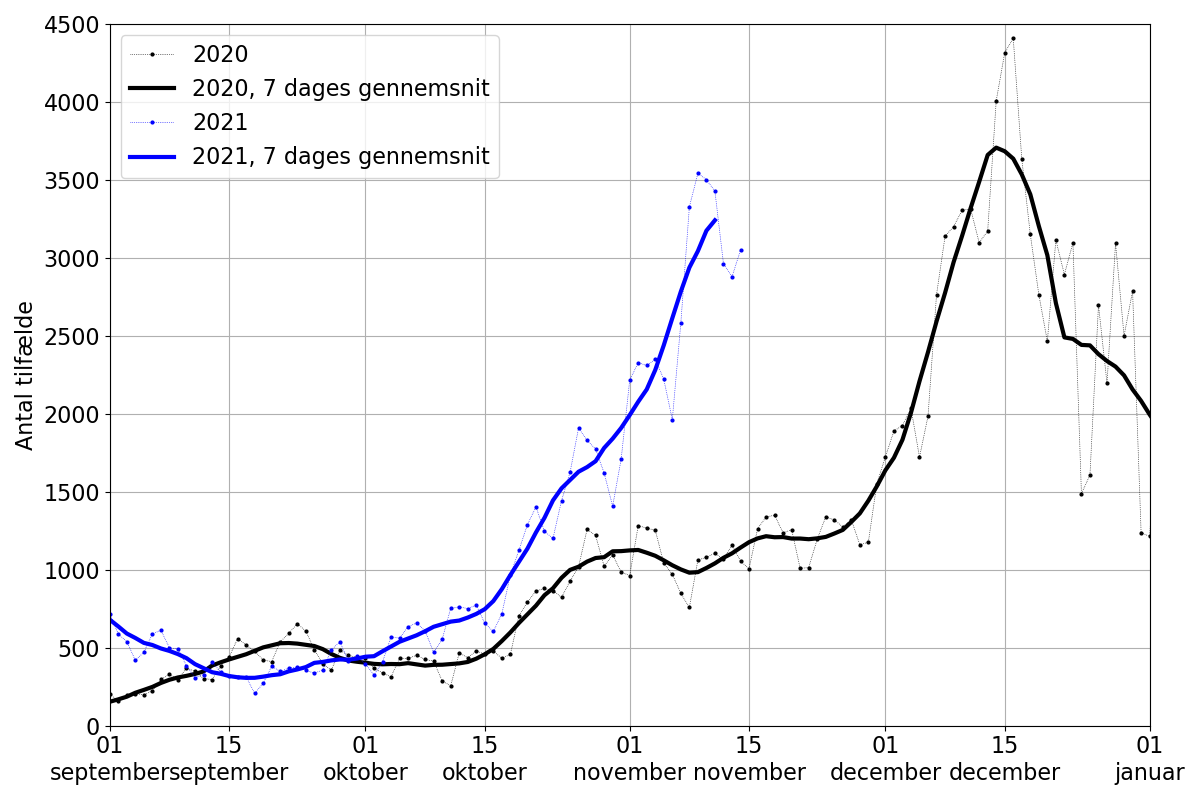 4500
4000
3500
3000
2500
2000
1500
1000
500
0
Antal tilfælde
2020
2020, 7 dages gennemsnit
2021
2021, 7 dages gennemsnit
01 15 01 15 01 15 01 15 01
september september oktober oktober november november december december januar